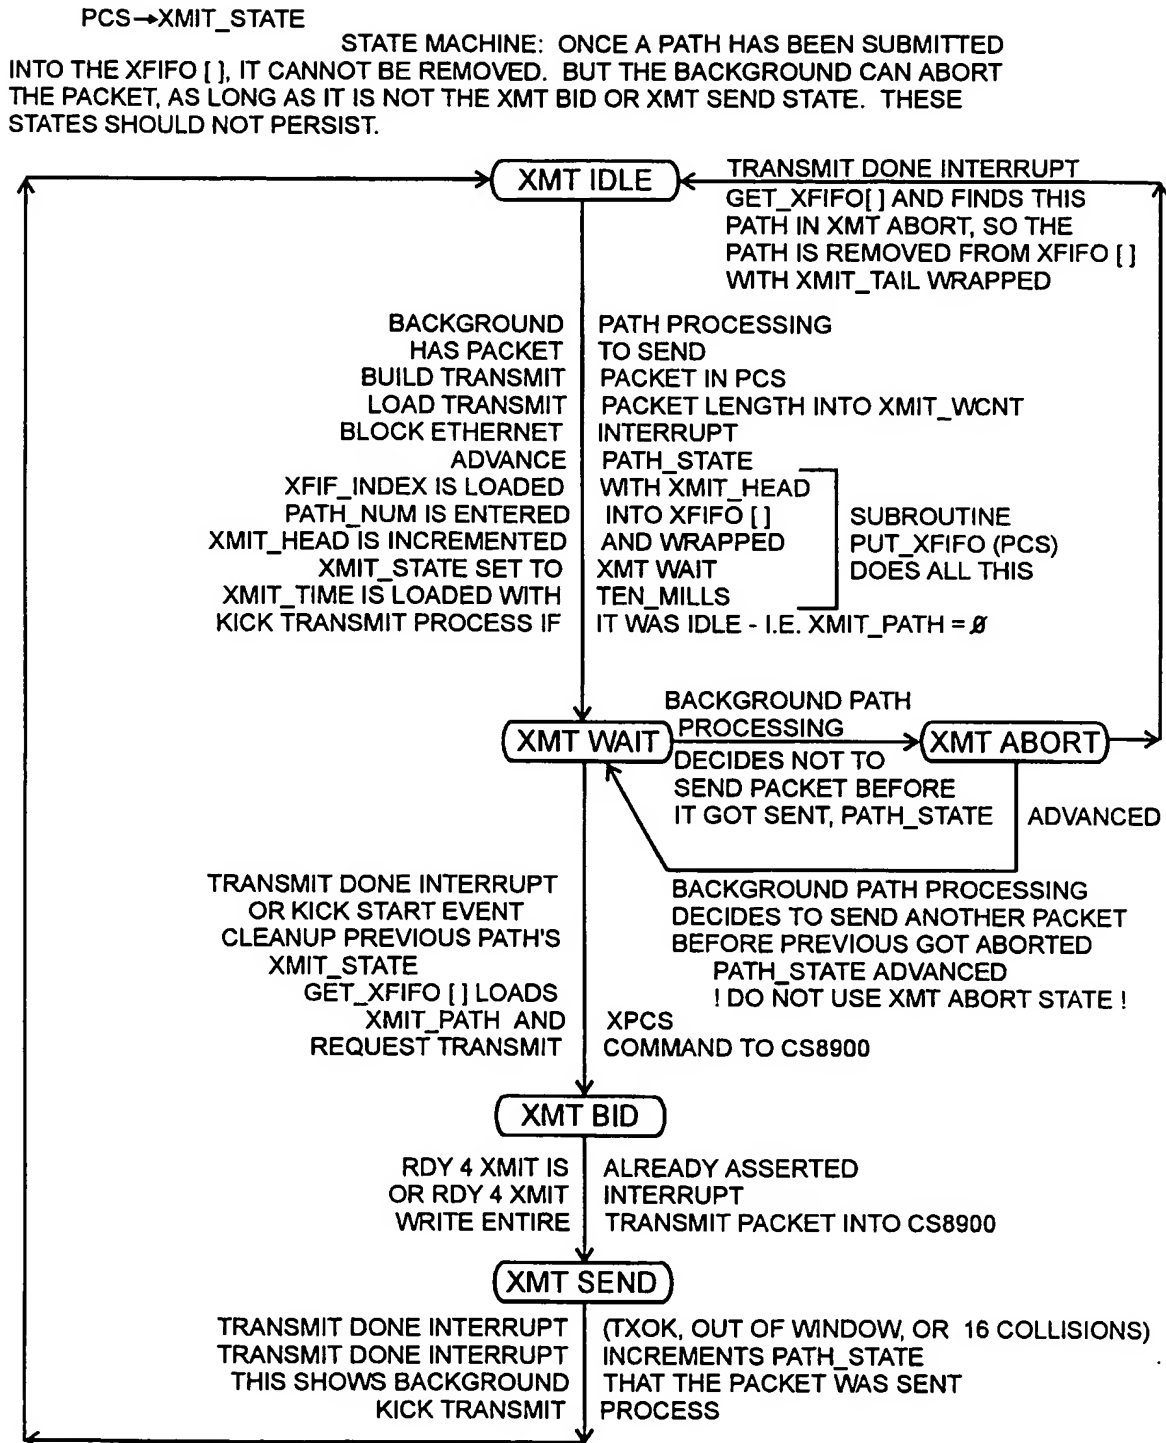 PCS→XMIT_STATE
STATE MACHINE: ONCE A PATH HAS BEEN SUBMITTED
INTO THE XFIFO [ ], IT CANNOT BE REMOVED. BUT THE BACKGROUND CAN ABORT
THE PACKET, AS LONG AS IT IS NOT THE XMT BID OR XMT SEND STATE. THESE
STATES SHOULD NOT PERSIST.
XMT IDLE
TRANSMIT DONE INTERRUPT
GET_XFIFO[ ] AND FINDS THIS
PATH IN XMT ABORT, SO THE
PATH IS REMOVED FROM XFIFO [ ]
WITH XMIT_TAIL WRAPPED
BACKGROUND PATH PROCESSING
HAS PACKET TO SEND
BUILD TRANSMIT PACKET IN PCS
LOAD TRANSMIT PACKET LENGTH INTO XMIT_WCNT
BLOCK ETHERNET INTERRUPT
ADVANCE PATH_STATE
XFIF_INDEX IS LOADED WITH XMIT_HEAD
PATH_NUM IS ENTERED INTO XFIFO [ ]
XMIT_HEAD IS INCREMENTED AND WRAPPED
XMIT_STATE SET TO XMT WAIT
XMIT_TIME IS LOADED WITH TEN_MILLS
SUBROUTINE
PUT_XFIFO (PCS)
DOES ALL THIS
KICK TRANSMIT PROCESS IF IT WAS IDLE - I.E. XMIT_PATH = Ø
XMT WAIT
BACKGROUND PATH
PROCESSING
DECIDES NOT TO
SEND PACKET BEFORE
IT GOT SENT, PATH_STATE ADVANCED
XMT ABORT
BACKGROUND PATH PROCESSING
DECIDES TO SEND ANOTHER PACKET
BEFORE PREVIOUS GOT ABORTED
PATH_STATE ADVANCED
! DO NOT USE XMT ABORT STATE !
TRANSMIT DONE INTERRUPT
OR KICK START EVENT
CLEANUP PREVIOUS PATH'S
XMIT_STATE
GET_XFIFO [ ] LOADS
XMIT_PATH AND XPCS
REQUEST TRANSMIT COMMAND TO CS8900
XMT BID
RDY 4 XMIT IS ALREADY ASSERTED
OR RDY 4 XMIT INTERRUPT
WRITE ENTIRE TRANSMIT PACKET INTO CS8900
XMT SEND
TRANSMIT DONE INTERRUPT (TXOK, OUT OF WINDOW, OR 16 COLLISIONS)
TRANSMIT DONE INTERRUPT INCREMENTS PATH_STATE
THIS SHOWS BACKGROUND THAT THE PACKET WAS SENT
KICK TRANSMIT PROCESS